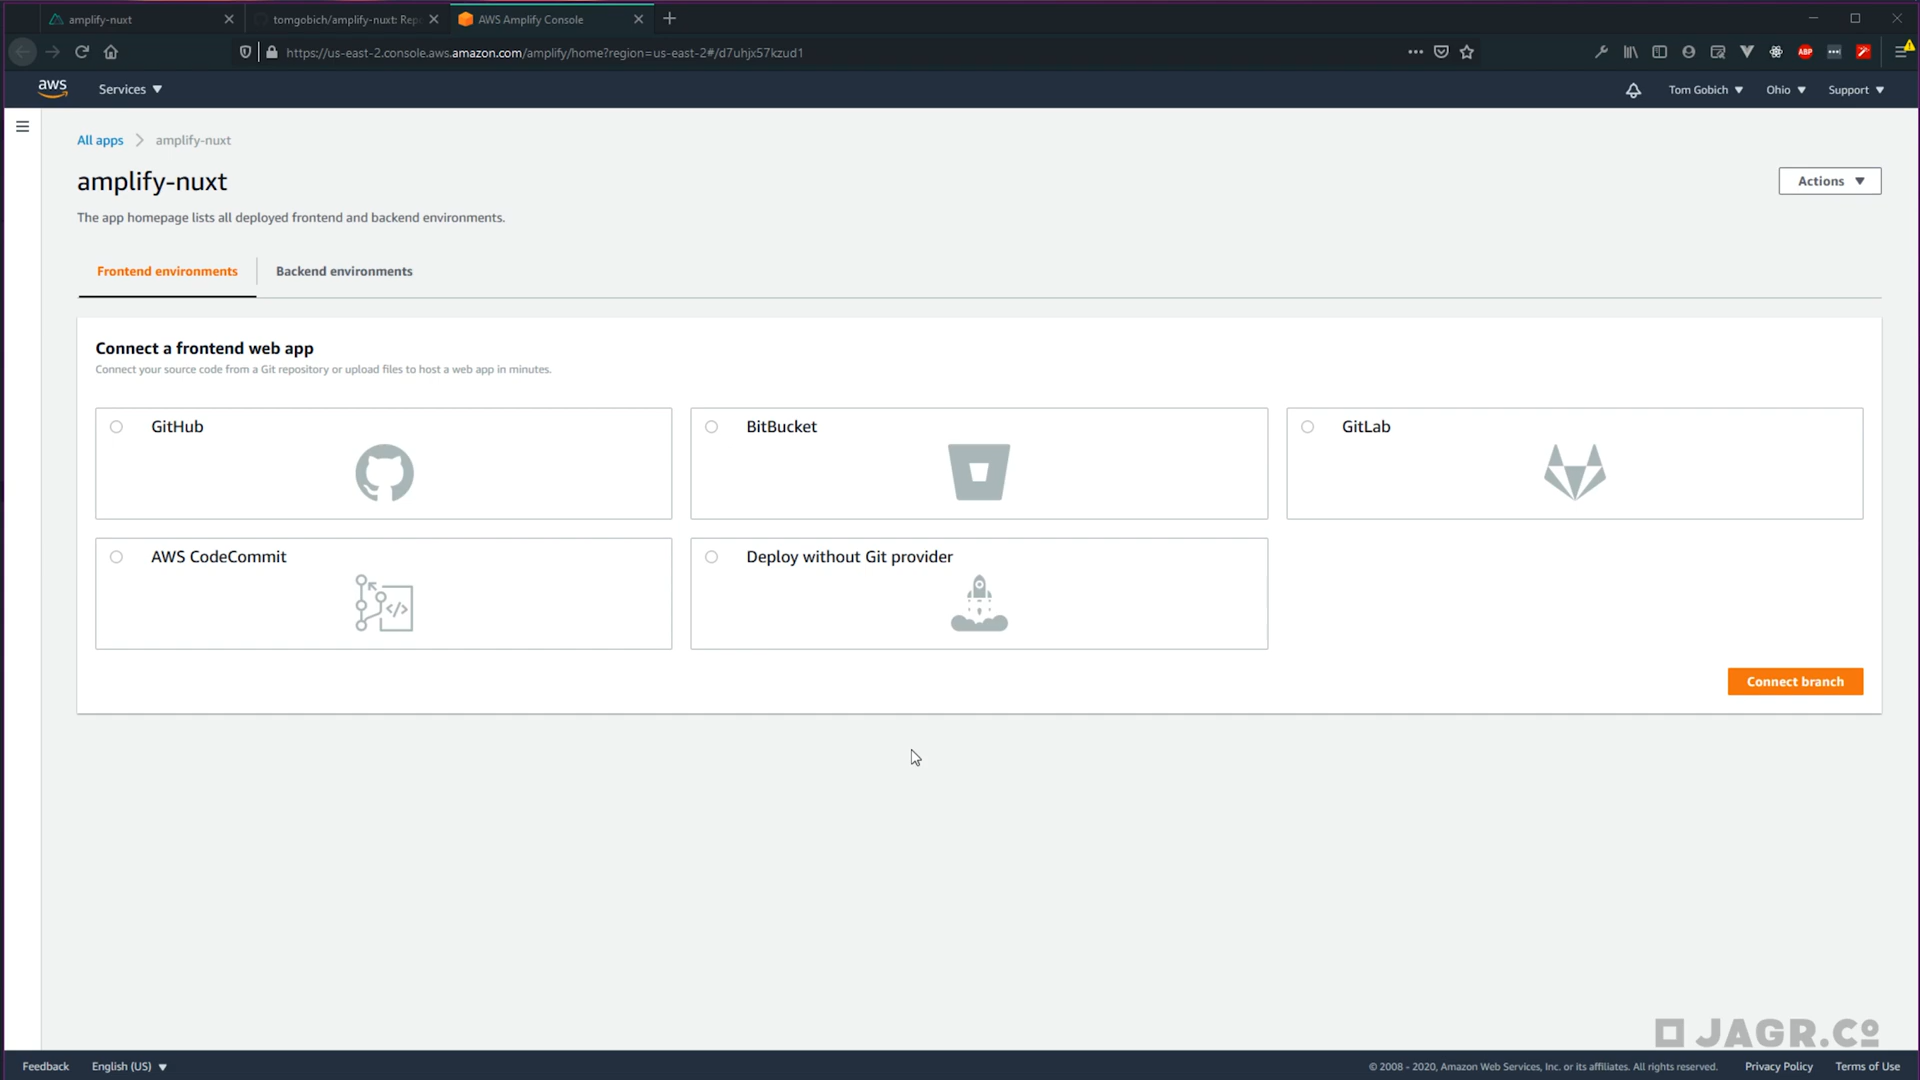 amplify-nuxt
tomgobich/amplify-nuxt: Repo
AWS Amplify Console
https://us-east-2.console.aws.amazon.com/amplify/home?region=us-east-2#/d7uhjx57kzud1
ABP
aws
Services
Tom Gobich
Ohio
Support
All apps
amplify-nuxt
amplify-nuxt
Actions
The app homepage lists all deployed frontend and backend environments.
Frontend environments
Backend environments
Connect a frontend web app
Connect your source code from a Git repository or upload files to host a web app in minutes.
GitHub
BitBucket
GitLab
AWS CodeCommit
Deploy without Git provider
Connect branch
JAGR.Co
Feedback
English (US)
© 2008 - 2020, Amazon Web Services, Inc. or its affiliates. All rights reserved.
Privacy Policy
Terms of Use